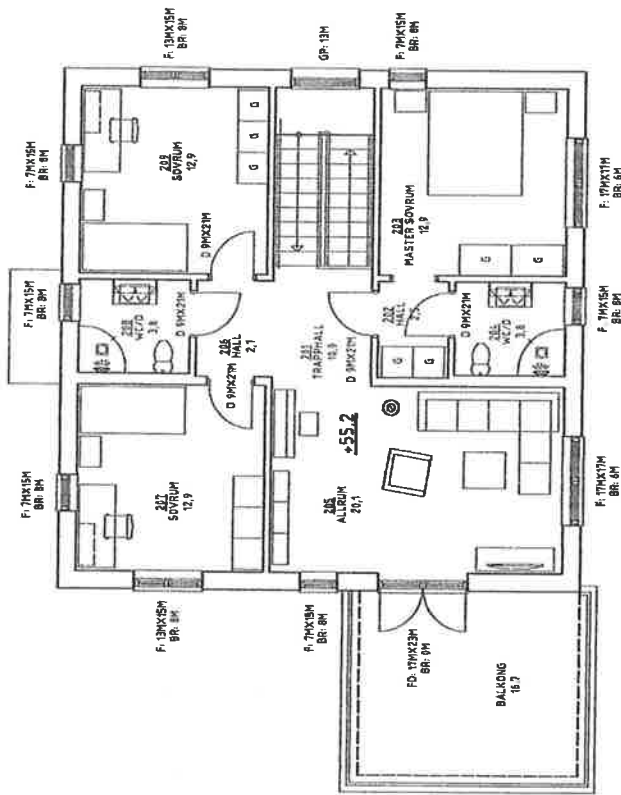 F: 7MX15M
BR: 8M
F: 7MX15M
BR: 8M
F: 7MX15M
BR: 8M
F: 13MX15M
BR: 8M
207
SOVRUM
12,9
208
WC/D
3,8
D 9MX21M
209
SOVRUM
12,9
D 9MX21M
G
G
G
F: 13MX15M
BR: 8M
206
HALL
2,1
D 9MX21M
GP: 13M
201
TRAPPHALL
10,9
D 9MX21M
F: 7MX15M
BR: 8M
205
ALLRUM
20,1
+55.2
202
HALL
G
G
203
MASTER SOVRUM
12,9
G
G
F: 7MX15M
BR: 8M
FD: 17MX23M
BR: 0M
204
WC/D
3,8
D 9MX21M
BALKONG
16,7
F: 17MX17M
BR: 6M
F: 7MX15M
BR: 8M
F: 17MX17M
BR: 6M